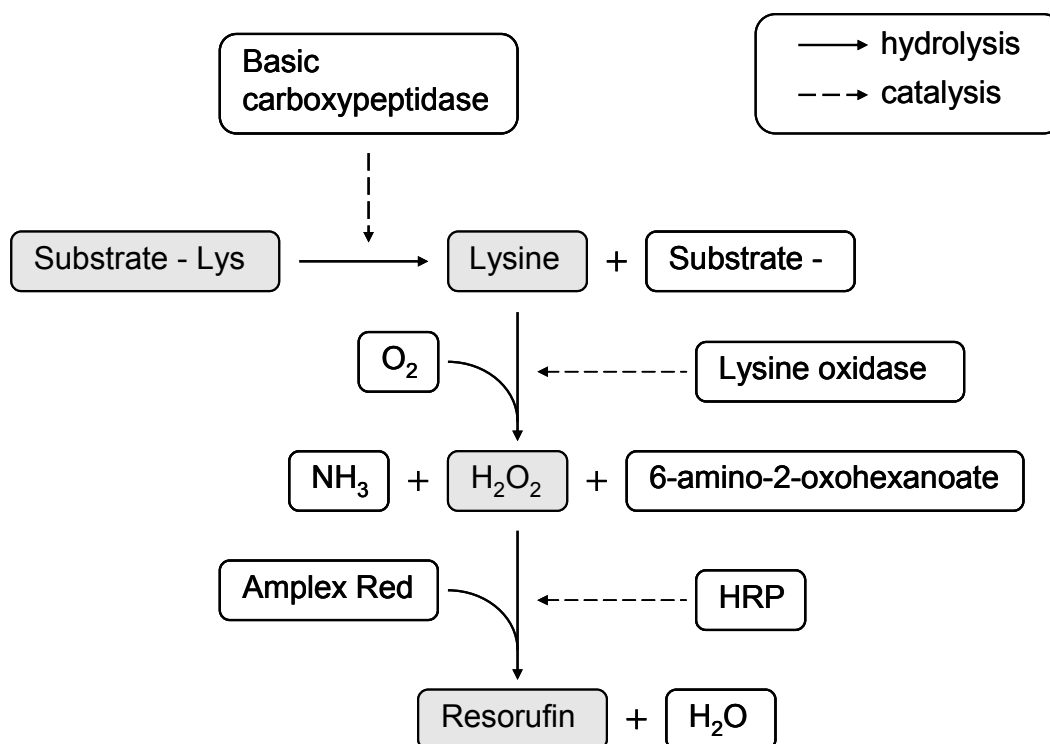 Basic
carboxypeptidase
hydrolysis
catalysis
Substrate - Lys
Lysine
+
Substrate -
O₂
Lysine oxidase
NH₃
+
H₂O₂
+
6-amino-2-oxohexanoate
Amplex Red
HRP
Resorufin
+
H₂O